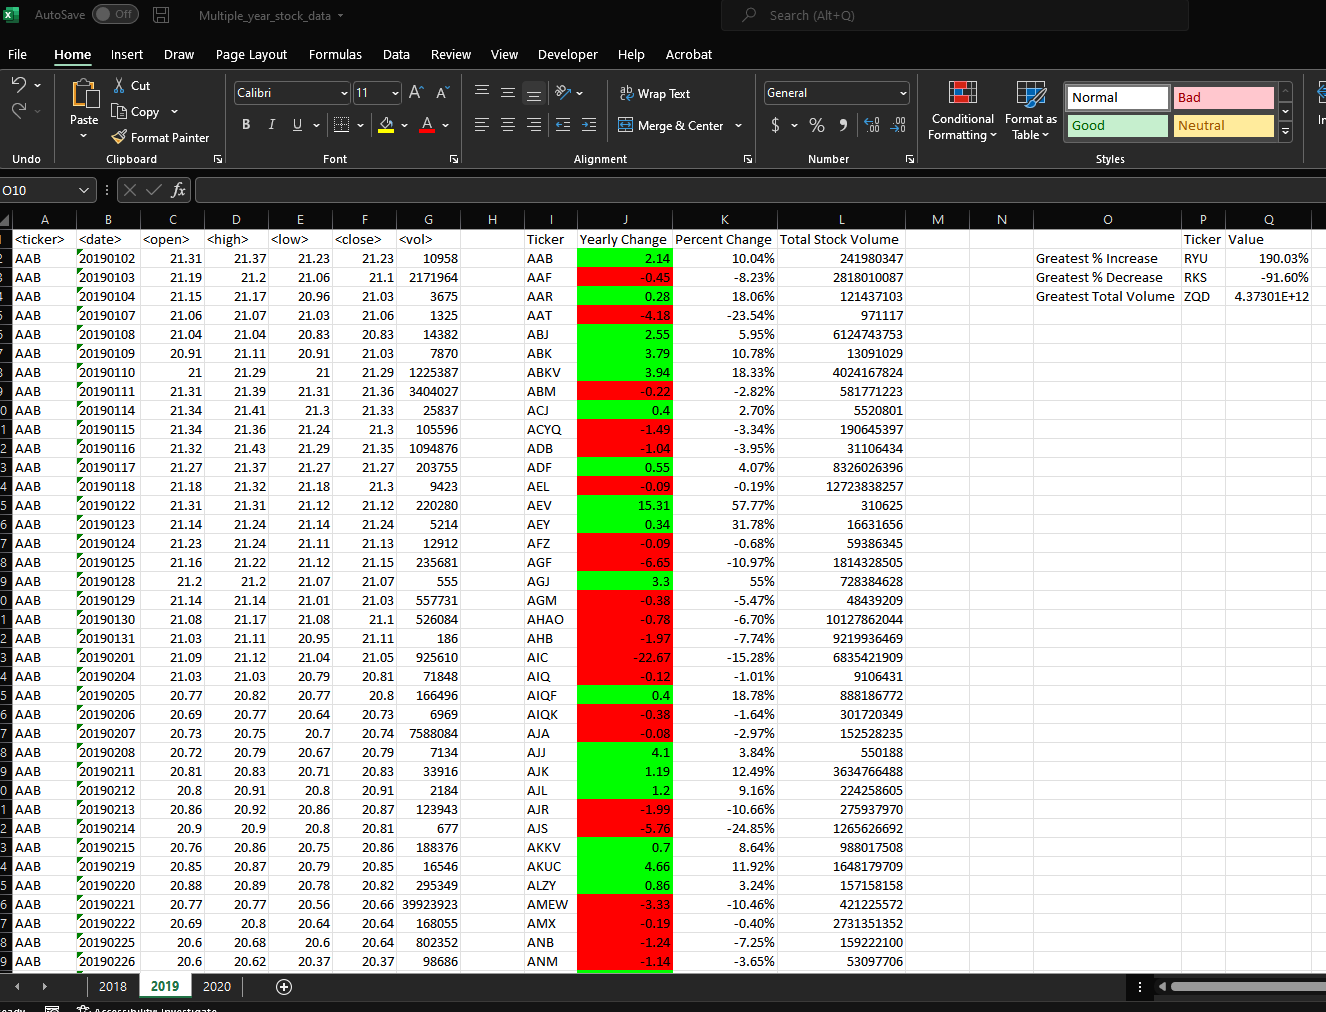 AutoSave Off Multiple_year_stock_data Search (Alt+Q)
File Home Insert Draw Page Layout Formulas Data Review View Developer Help Acrobat
Paste Cut Copy Format Painter
Calibri 11 B I U A A A
Wrap Text Merge & Center
General $ % 9
Conditional Formatting Format as Table
Normal Bad Good Neutral
Undo Clipboard Font Alignment Number Styles
O10 fx
A B C D E F G H I J K L M N O P Q
<ticker> <date> <open> <high> <low> <close> <vol> Ticker Yearly Change Percent Change Total Stock Volume Ticker Value
AAB 20190102 21.31 21.37 21.23 21.23 10958 AAB 2.14 10.04% 241980347 Greatest % Increase RYU 190.03%
AAB 20190103 21.19 21.2 21.06 21.1 2171964 AAF -0.45 -8.23% 2818010087 Greatest % Decrease RKS -91.60%
AAB 20190104 21.15 21.17 20.96 21.03 3675 AAR 0.28 18.06% 121437103 Greatest Total Volume ZQD 4.37301E+12
AAB 20190107 21.06 21.07 21.03 21.06 1325 AAT -4.18 -23.54% 971117
AAB 20190108 21.04 21.04 20.83 20.83 14382 ABJ 2.55 5.95% 6124743753
AAB 20190109 20.91 21.11 20.91 21.03 7870 ABK 3.79 10.78% 13091029
AAB 20190110 21 21.29 21 21.29 1225387 ABKV 3.94 18.33% 4024167824
AAB 20190111 21.31 21.39 21.31 21.36 3404027 ABM -0.22 -2.82% 581771223
AAB 20190114 21.34 21.41 21.3 21.33 25837 ACJ 0.4 2.70% 5520801
AAB 20190115 21.34 21.36 21.24 21.3 105596 ACYQ -1.49 -3.34% 190645397
AAB 20190116 21.32 21.43 21.29 21.35 1094876 ADB -1.04 -3.95% 31106434
AAB 20190117 21.27 21.37 21.27 21.27 203755 ADF 0.55 4.07% 8326026396
AAB 20190118 21.18 21.32 21.18 21.3 9423 AEL -0.09 -0.19% 12723838257
AAB 20190122 21.31 21.31 21.12 21.12 220280 AEV 15.31 57.77% 310625
AAB 20190123 21.14 21.24 21.14 21.24 5214 AEY 0.34 31.78% 16631656
AAB 20190124 21.23 21.24 21.11 21.13 12912 AFZ -0.09 -0.68% 59386345
AAB 20190125 21.16 21.22 21.12 21.15 235681 AGF -6.65 -10.97% 1814328505
AAB 20190128 21.2 21.2 21.07 21.07 555 AGJ 3.3 55% 728384628
AAB 20190129 21.14 21.14 21.01 21.03 557731 AGM -0.38 -5.47% 48439209
AAB 20190130 21.08 21.17 21.08 21.1 526084 AHAO -0.78 -6.70% 10127862044
AAB 20190131 21.03 21.11 20.95 21.11 186 AHB -1.97 -7.74% 9219936469
AAB 20190201 21.09 21.12 21.04 21.05 925610 AIC -22.67 -15.28% 6835421909
AAB 20190204 21.03 21.03 20.79 20.81 71848 AIQ -0.12 -1.01% 9106431
AAB 20190205 20.77 20.82 20.77 20.8 166496 AIQF 0.4 18.78% 888186772
AAB 20190206 20.69 20.77 20.64 20.73 6969 AIQK -0.38 -1.64% 301720349
AAB 20190207 20.73 20.75 20.7 20.74 7588084 AJA -0.08 -2.97% 152528235
AAB 20190208 20.72 20.79 20.67 20.79 7134 AJJ 4.1 3.84% 550188
AAB 20190211 20.81 20.83 20.71 20.83 33916 AJK 1.19 12.49% 3634766488
AAB 20190212 20.8 20.91 20.8 20.91 2184 AJL 1.2 9.16% 224258605
AAB 20190213 20.86 20.92 20.86 20.87 123943 AJR -1.99 -10.66% 275937970
AAB 20190214 20.9 20.9 20.8 20.81 677 AJS -5.76 -24.85% 1265626692
AAB 20190215 20.76 20.86 20.75 20.86 188376 AKKV 0.7 8.64% 988017508
AAB 20190219 20.85 20.87 20.79 20.85 16546 AKUC 4.66 11.92% 1648179709
AAB 20190220 20.88 20.89 20.78 20.82 295349 ALZY 0.86 3.24% 157158158
AAB 20190221 20.77 20.77 20.56 20.66 39923923 AMEW -3.33 -10.46% 421225572
AAB 20190222 20.69 20.8 20.64 20.64 168055 AMX -0.19 -0.40% 2731351352
AAB 20190225 20.6 20.68 20.6 20.64 802352 ANB -1.24 -7.25% 159222100
AAB 20190226 20.6 20.62 20.37 20.37 98686 ANM -1.14 -3.65% 53097706
2018 2019 2020
Accessibility: Investigate